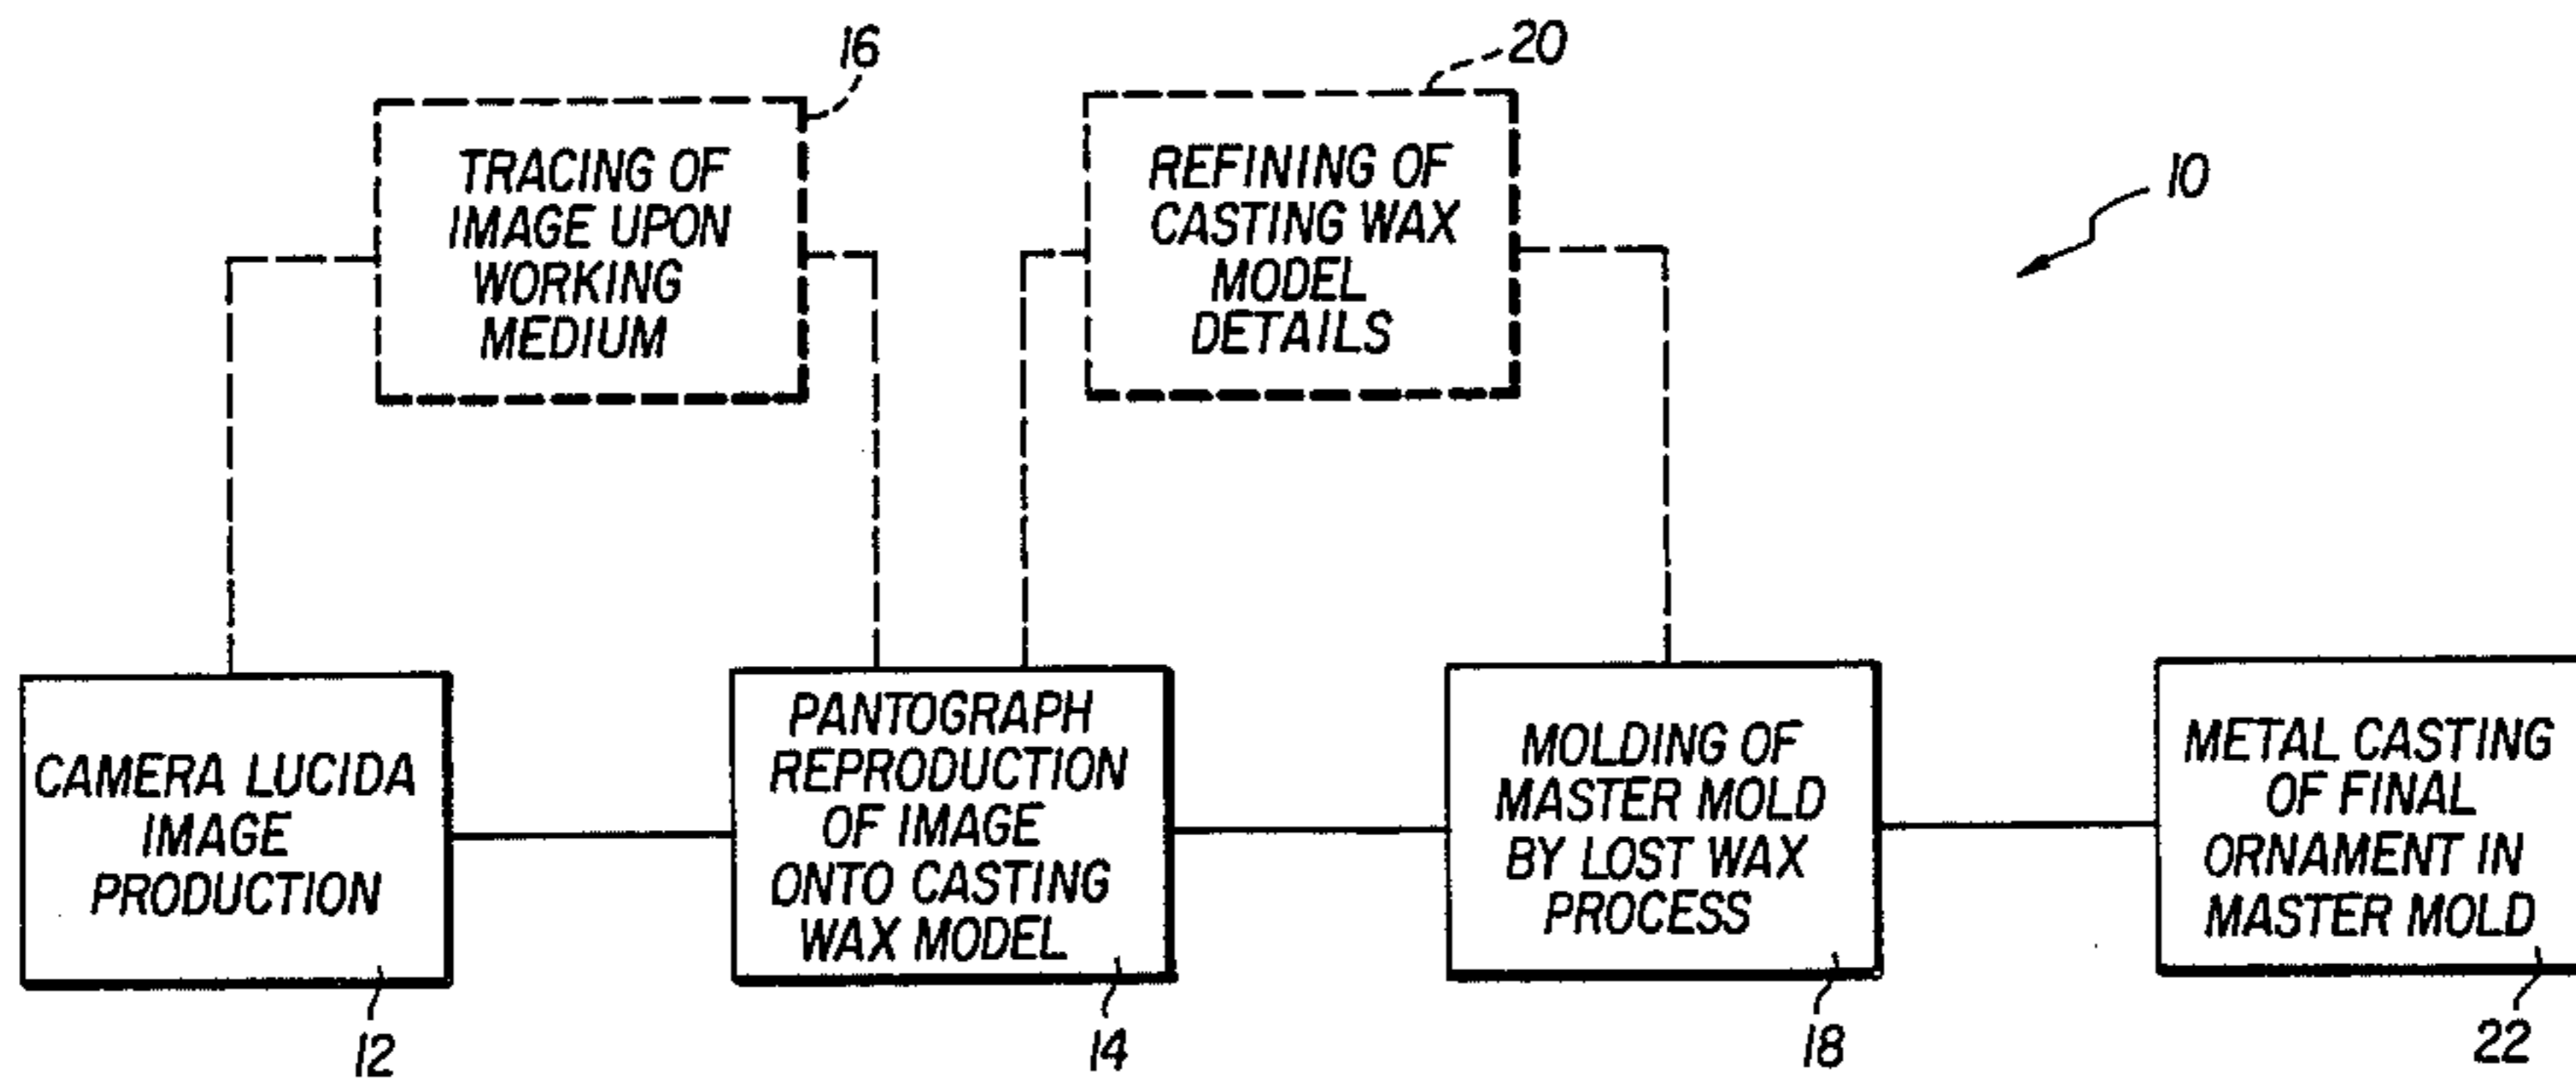 16
TRACING OF
IMAGE UPON
WORKING
MEDIUM
20
REFINING OF
CASTING WAX
MODEL
DETAILS
10
CAMERA LUCIDA
IMAGE
PRODUCTION
12
PANTOGRAPH
REPRODUCTION
OF IMAGE
ONTO CASTING
WAX MODEL
14
MOLDING OF
MASTER MOLD
BY LOST WAX
PROCESS
18
METAL CASTING
OF FINAL
ORNAMENT IN
MASTER MOLD
22